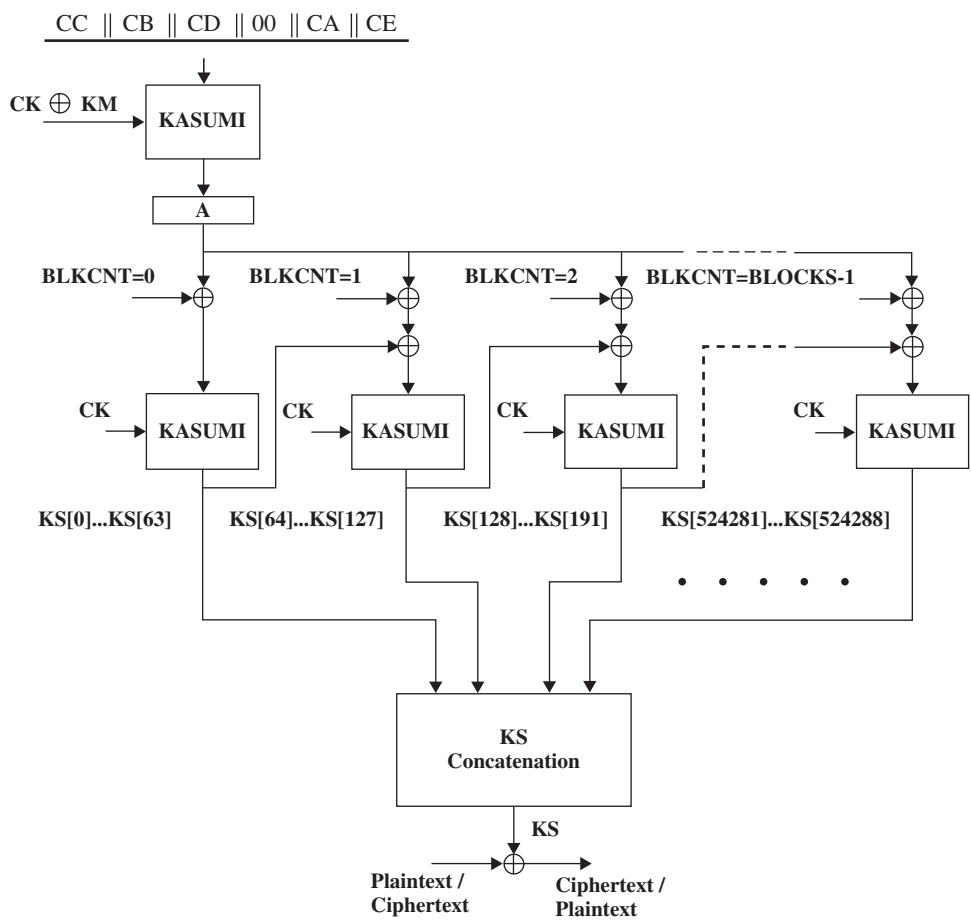 CC || CB || CD || 00 || CA || CE
CK ⊕ KM
KASUMI
A
BLKCNT=0
BLKCNT=1
BLKCNT=2
BLKCNT=BLOCKS-1
CK
KASUMI
CK
KASUMI
CK
KASUMI
CK
KASUMI
KS[0]...KS[63]
KS[64]...KS[127]
KS[128]...KS[191]
KS[524281]...KS[524288]
KS
Concatenation
KS
Plaintext /
Ciphertext
Ciphertext /
Plaintext